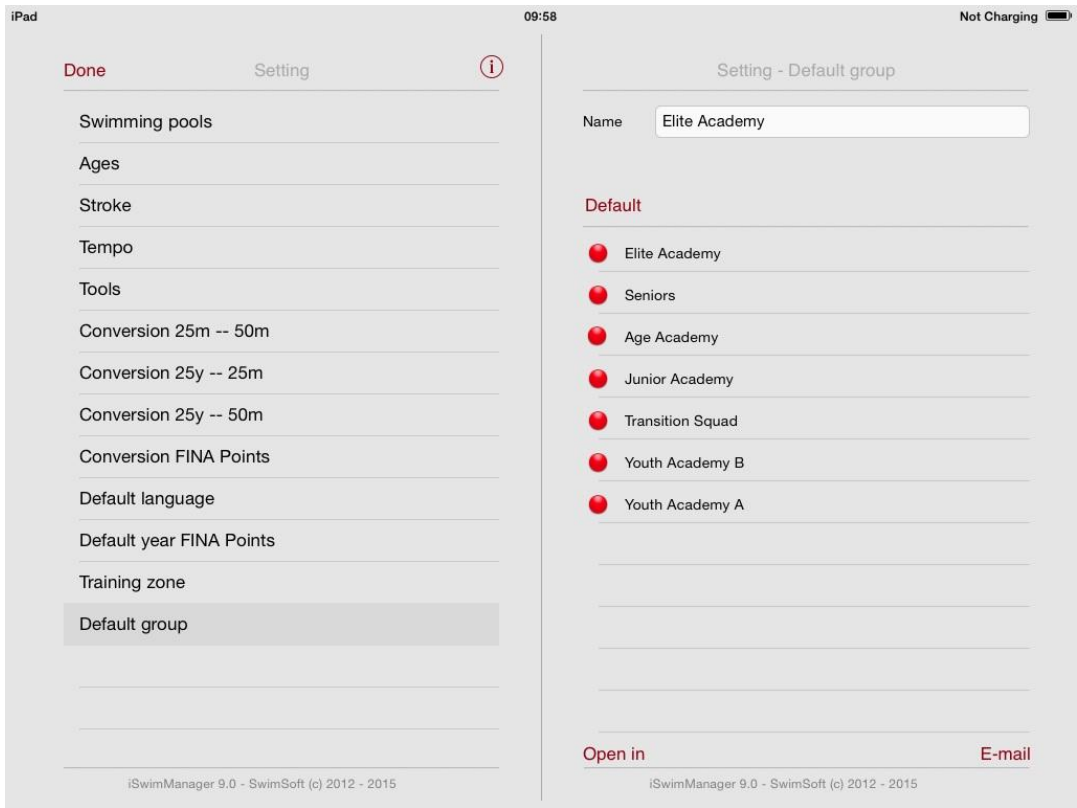 iPad 09:58 Not Charging
Done Setting
Swimming pools
Ages
Stroke
Tempo
Tools
Conversion 25m -- 50m
Conversion 25y -- 25m
Conversion 25y -- 50m
Conversion FINA Points
Default language
Default year FINA Points
Training zone
Default group
iSwimManager 9.0 - SwimSoft (c) 2012 - 2015
Setting - Default group
Name Elite Academy
Default
Elite Academy
Seniors
Age Academy
Junior Academy
Transition Squad
Youth Academy B
Youth Academy A
Open in E-mail
iSwimManager 9.0 - SwimSoft (c) 2012 - 2015